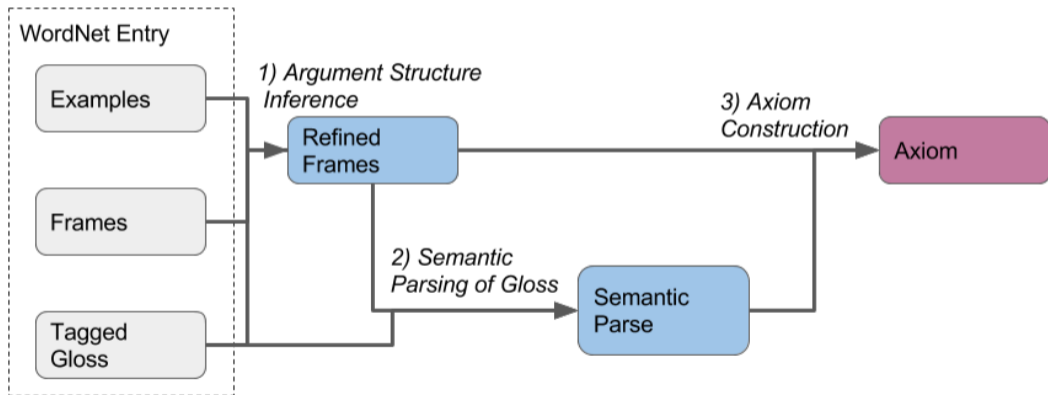 WordNet Entry
Examples
Frames
Tagged
Gloss
1) Argument Structure
Inference
Refined
Frames
2) Semantic
Parsing of Gloss
Semantic
Parse
3) Axiom
Construction
Axiom